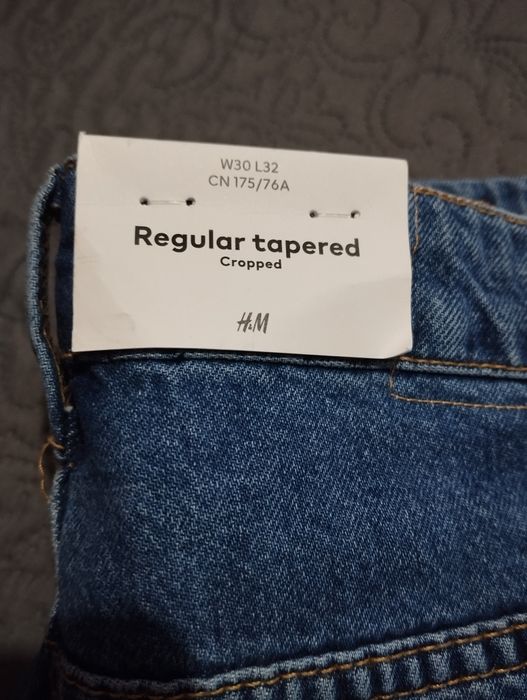 W30 L32
CN 175/76A
Regular tapered
Cropped
H&M